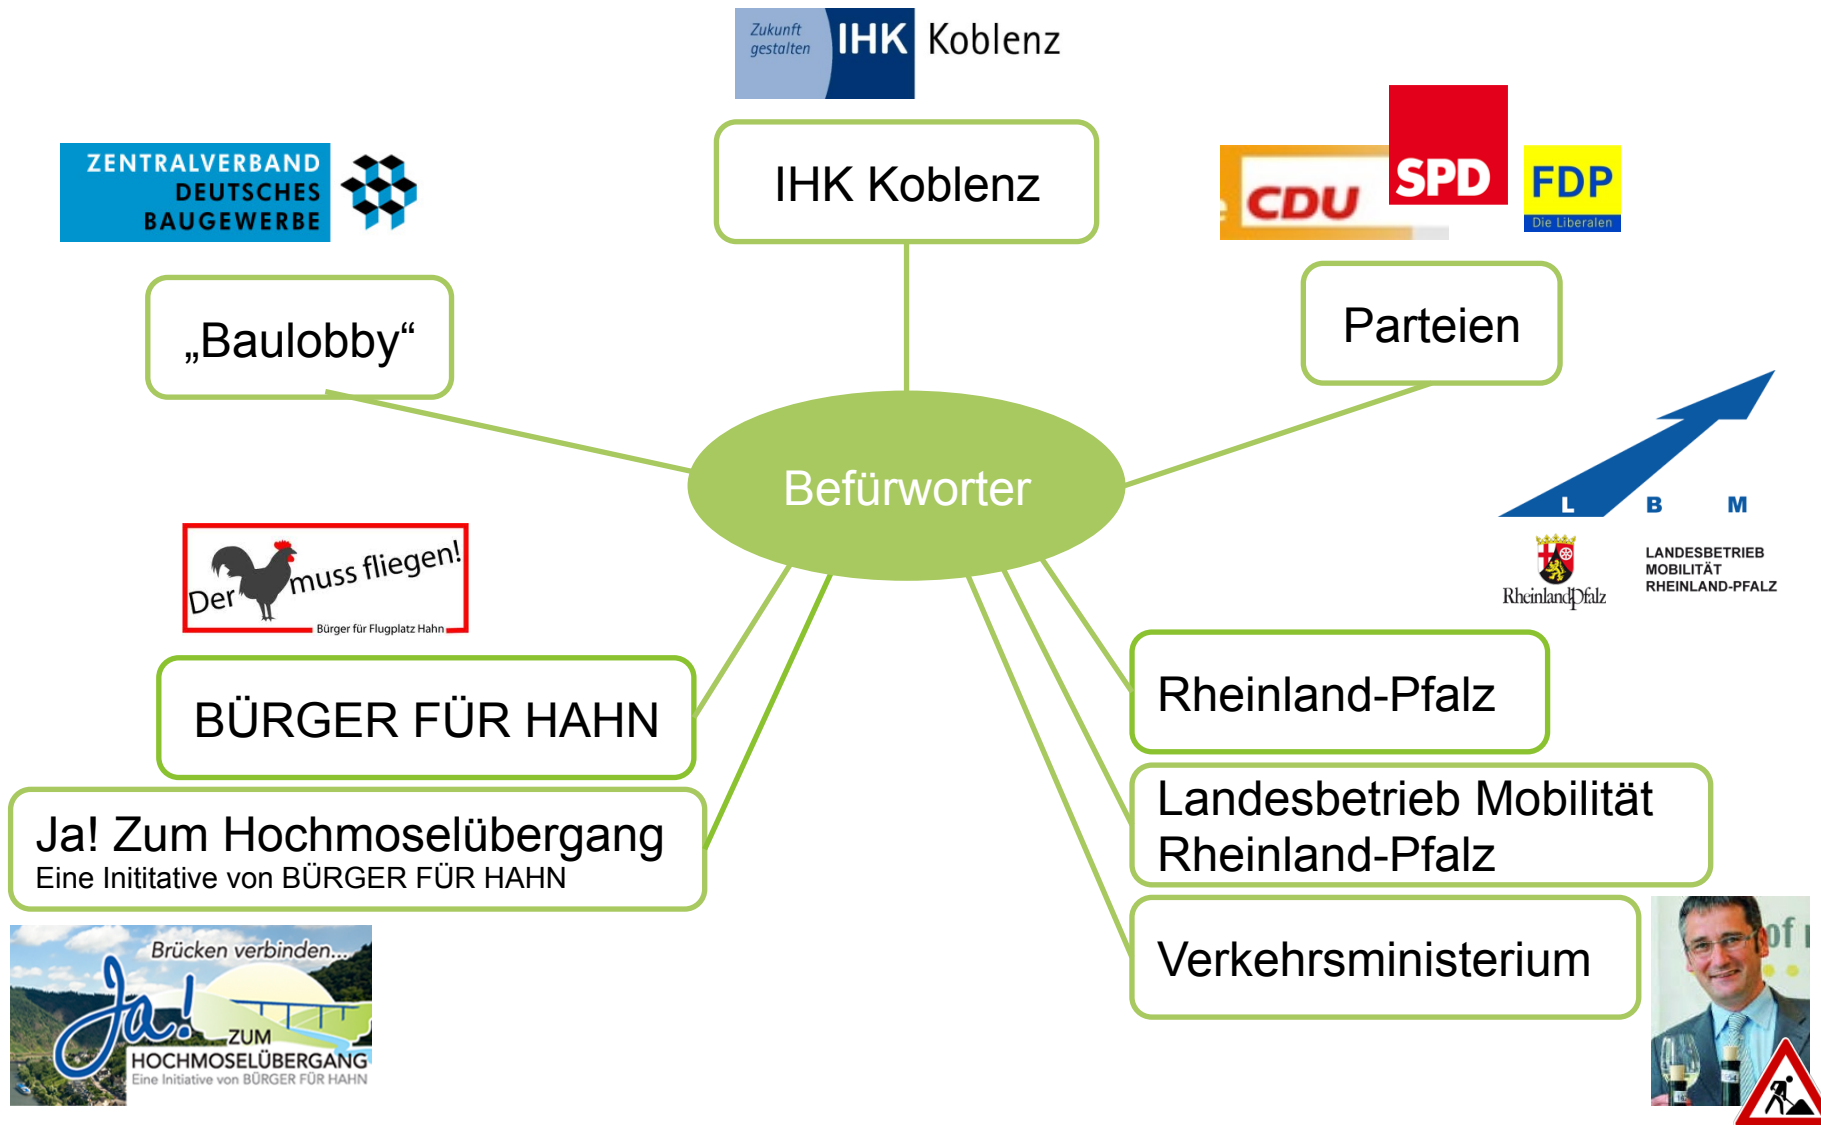 Zukunft
gestalten
IHK Koblenz
IHK Koblenz
ZENTRALVERBAND
DEUTSCHES
BAUGEWERBE
„Baulobby“
CDU
SPD
FDP
Die Liberalen
Parteien
Befürworter
L B M
RheinlandPfalz
LANDESBETRIEB
MOBILITÄT
RHEINLAND-PFALZ
Der muss fliegen!
Bürger für Flugplatz Hahn
BÜRGER FÜR HAHN
Ja! Zum Hochmoselübergang
Eine Inititative von BÜRGER FÜR HAHN
Brücken verbinden...
Ja!
ZUM
HOCHMOSELÜBERGANG
Eine Initiative von BÜRGER FÜR HAHN
Rheinland-Pfalz
Landesbetrieb Mobilität
Rheinland-Pfalz
Verkehrsministerium
of